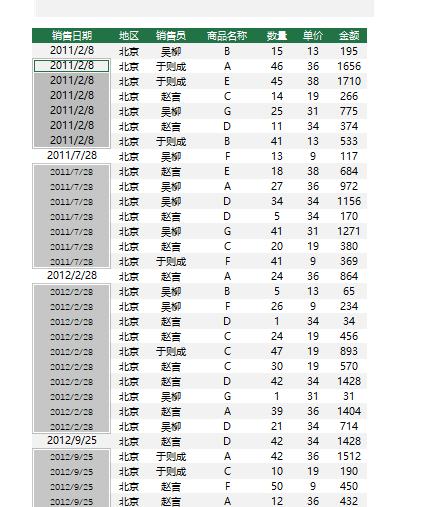 销售日期 地区 销售员 商品名称 数量 单价 金额
2011/2/8 北京 吴柳 B 15 13 195
2011/2/8 北京 于则成 A 46 36 1656
2011/2/8 北京 于则成 E 45 38 1710
2011/2/8 北京 赵言 C 14 19 266
2011/2/8 北京 吴柳 G 25 31 775
2011/2/8 北京 赵言 D 11 34 374
2011/2/8 北京 于则成 B 41 13 533
2011/7/28 北京 吴柳 F 13 9 117
2011/7/28 北京 赵言 E 18 38 684
2011/7/28 北京 吴柳 A 27 36 972
2011/7/28 北京 吴柳 D 34 34 1156
2011/7/28 北京 赵言 D 5 34 170
2011/7/28 北京 吴柳 G 41 31 1271
2011/7/28 北京 赵言 C 20 19 380
2011/7/28 北京 于则成 F 41 9 369
2012/2/28 北京 赵言 A 24 36 864
2012/2/28 北京 吴柳 B 5 13 65
2012/2/28 北京 吴柳 F 26 9 234
2012/2/28 北京 赵言 D 1 34 34
2012/2/28 北京 赵言 C 24 19 456
2012/2/28 北京 于则成 C 47 19 893
2012/2/28 北京 赵言 C 30 19 570
2012/2/28 北京 赵言 D 42 34 1428
2012/2/28 北京 吴柳 G 1 31 31
2012/2/28 北京 赵言 A 39 36 1404
2012/2/28 北京 吴柳 D 21 34 714
2012/9/25 北京 赵言 D 42 34 1428
2012/9/25 北京 于则成 A 42 36 1512
2012/9/25 北京 于则成 C 10 19 190
2012/9/25 北京 赵言 F 50 9 450
2012/9/25 北京 赵言 A 12 36 432